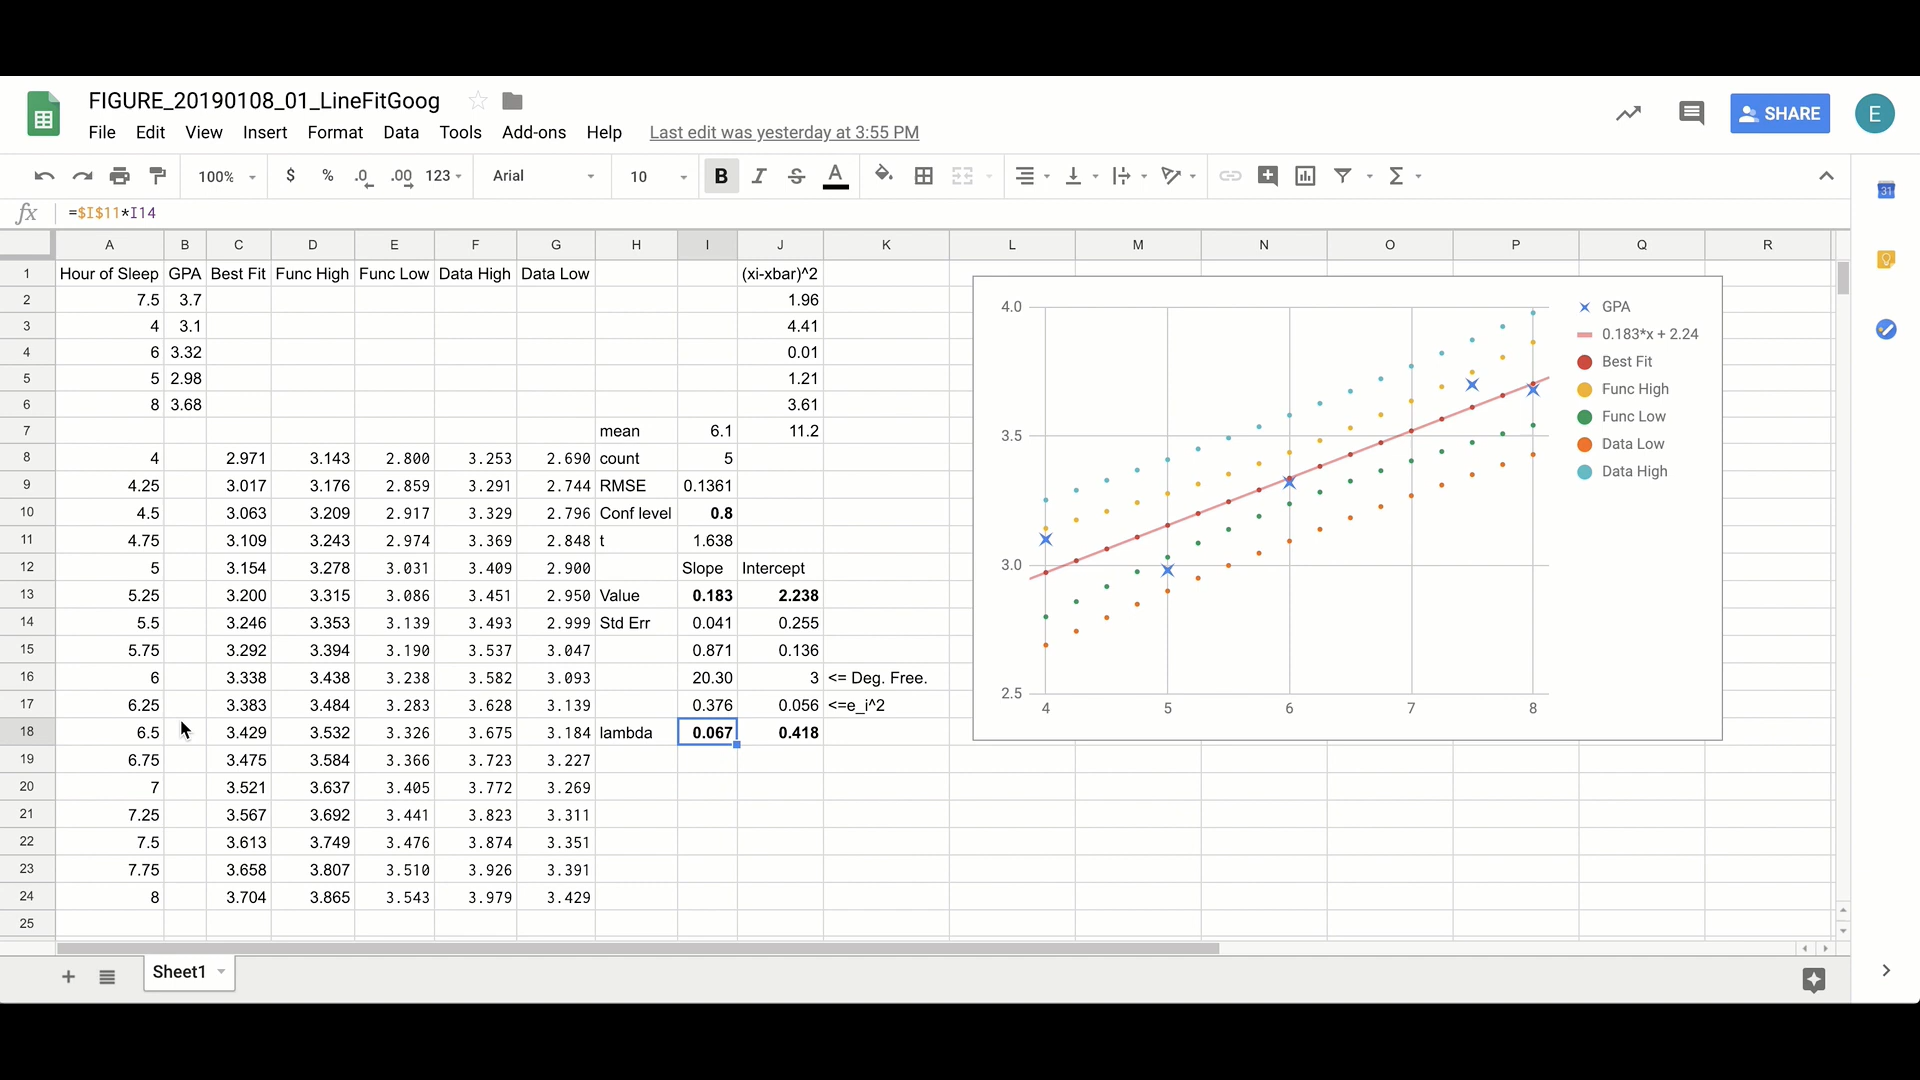 FIGURE_20190108_01_LineFitGoog
File Edit View Insert Format Data Tools Add-ons Help Last edit was yesterday at 3:55 PM
SHARE
E
100% $ % .0 .00 123 Arial 10 B I S A Σ
31
fx =$I$11*I14
A B C D E F G H I J K L M N O P Q R
1 Hour of Sleep GPA Best Fit Func High Func Low Data High Data Low (xi-xbar)^2
2 7.5 3.7 1.96
3 4 3.1 4.41
4 6 3.32 0.01
5 5 2.98 1.21
6 8 3.68 3.61
7 mean 6.1 11.2
8 4 2.971 3.143 2.800 3.253 2.690 count 5
9 4.25 3.017 3.176 2.859 3.291 2.744 RMSE 0.1361
10 4.5 3.063 3.209 2.917 3.329 2.796 Conf level 0.8
11 4.75 3.109 3.243 2.974 3.369 2.848 t 1.638
12 5 3.154 3.278 3.031 3.409 2.900 Slope Intercept
13 5.25 3.200 3.315 3.086 3.451 2.950 Value 0.183 2.238
14 5.5 3.246 3.353 3.139 3.493 2.999 Std Err 0.041 0.255
15 5.75 3.292 3.394 3.190 3.537 3.047 0.871 0.136
16 6 3.338 3.438 3.238 3.582 3.093 20.30 3 <= Deg. Free.
17 6.25 3.383 3.484 3.283 3.628 3.139 0.376 0.056 <=e_i^2
18 6.5 3.429 3.532 3.326 3.675 3.184 lambda 0.067 0.418
19 6.75 3.475 3.584 3.366 3.723 3.227
20 7 3.521 3.637 3.405 3.772 3.269
21 7.25 3.567 3.692 3.441 3.823 3.311
22 7.5 3.613 3.749 3.476 3.874 3.351
23 7.75 3.658 3.807 3.510 3.926 3.391
24 8 3.704 3.865 3.543 3.979 3.429
25
4.0
3.5
3.0
2.5
4 5 6 7 8
GPA
0.183*x + 2.24
Best Fit
Func High
Func Low
Data Low
Data High
Sheet1